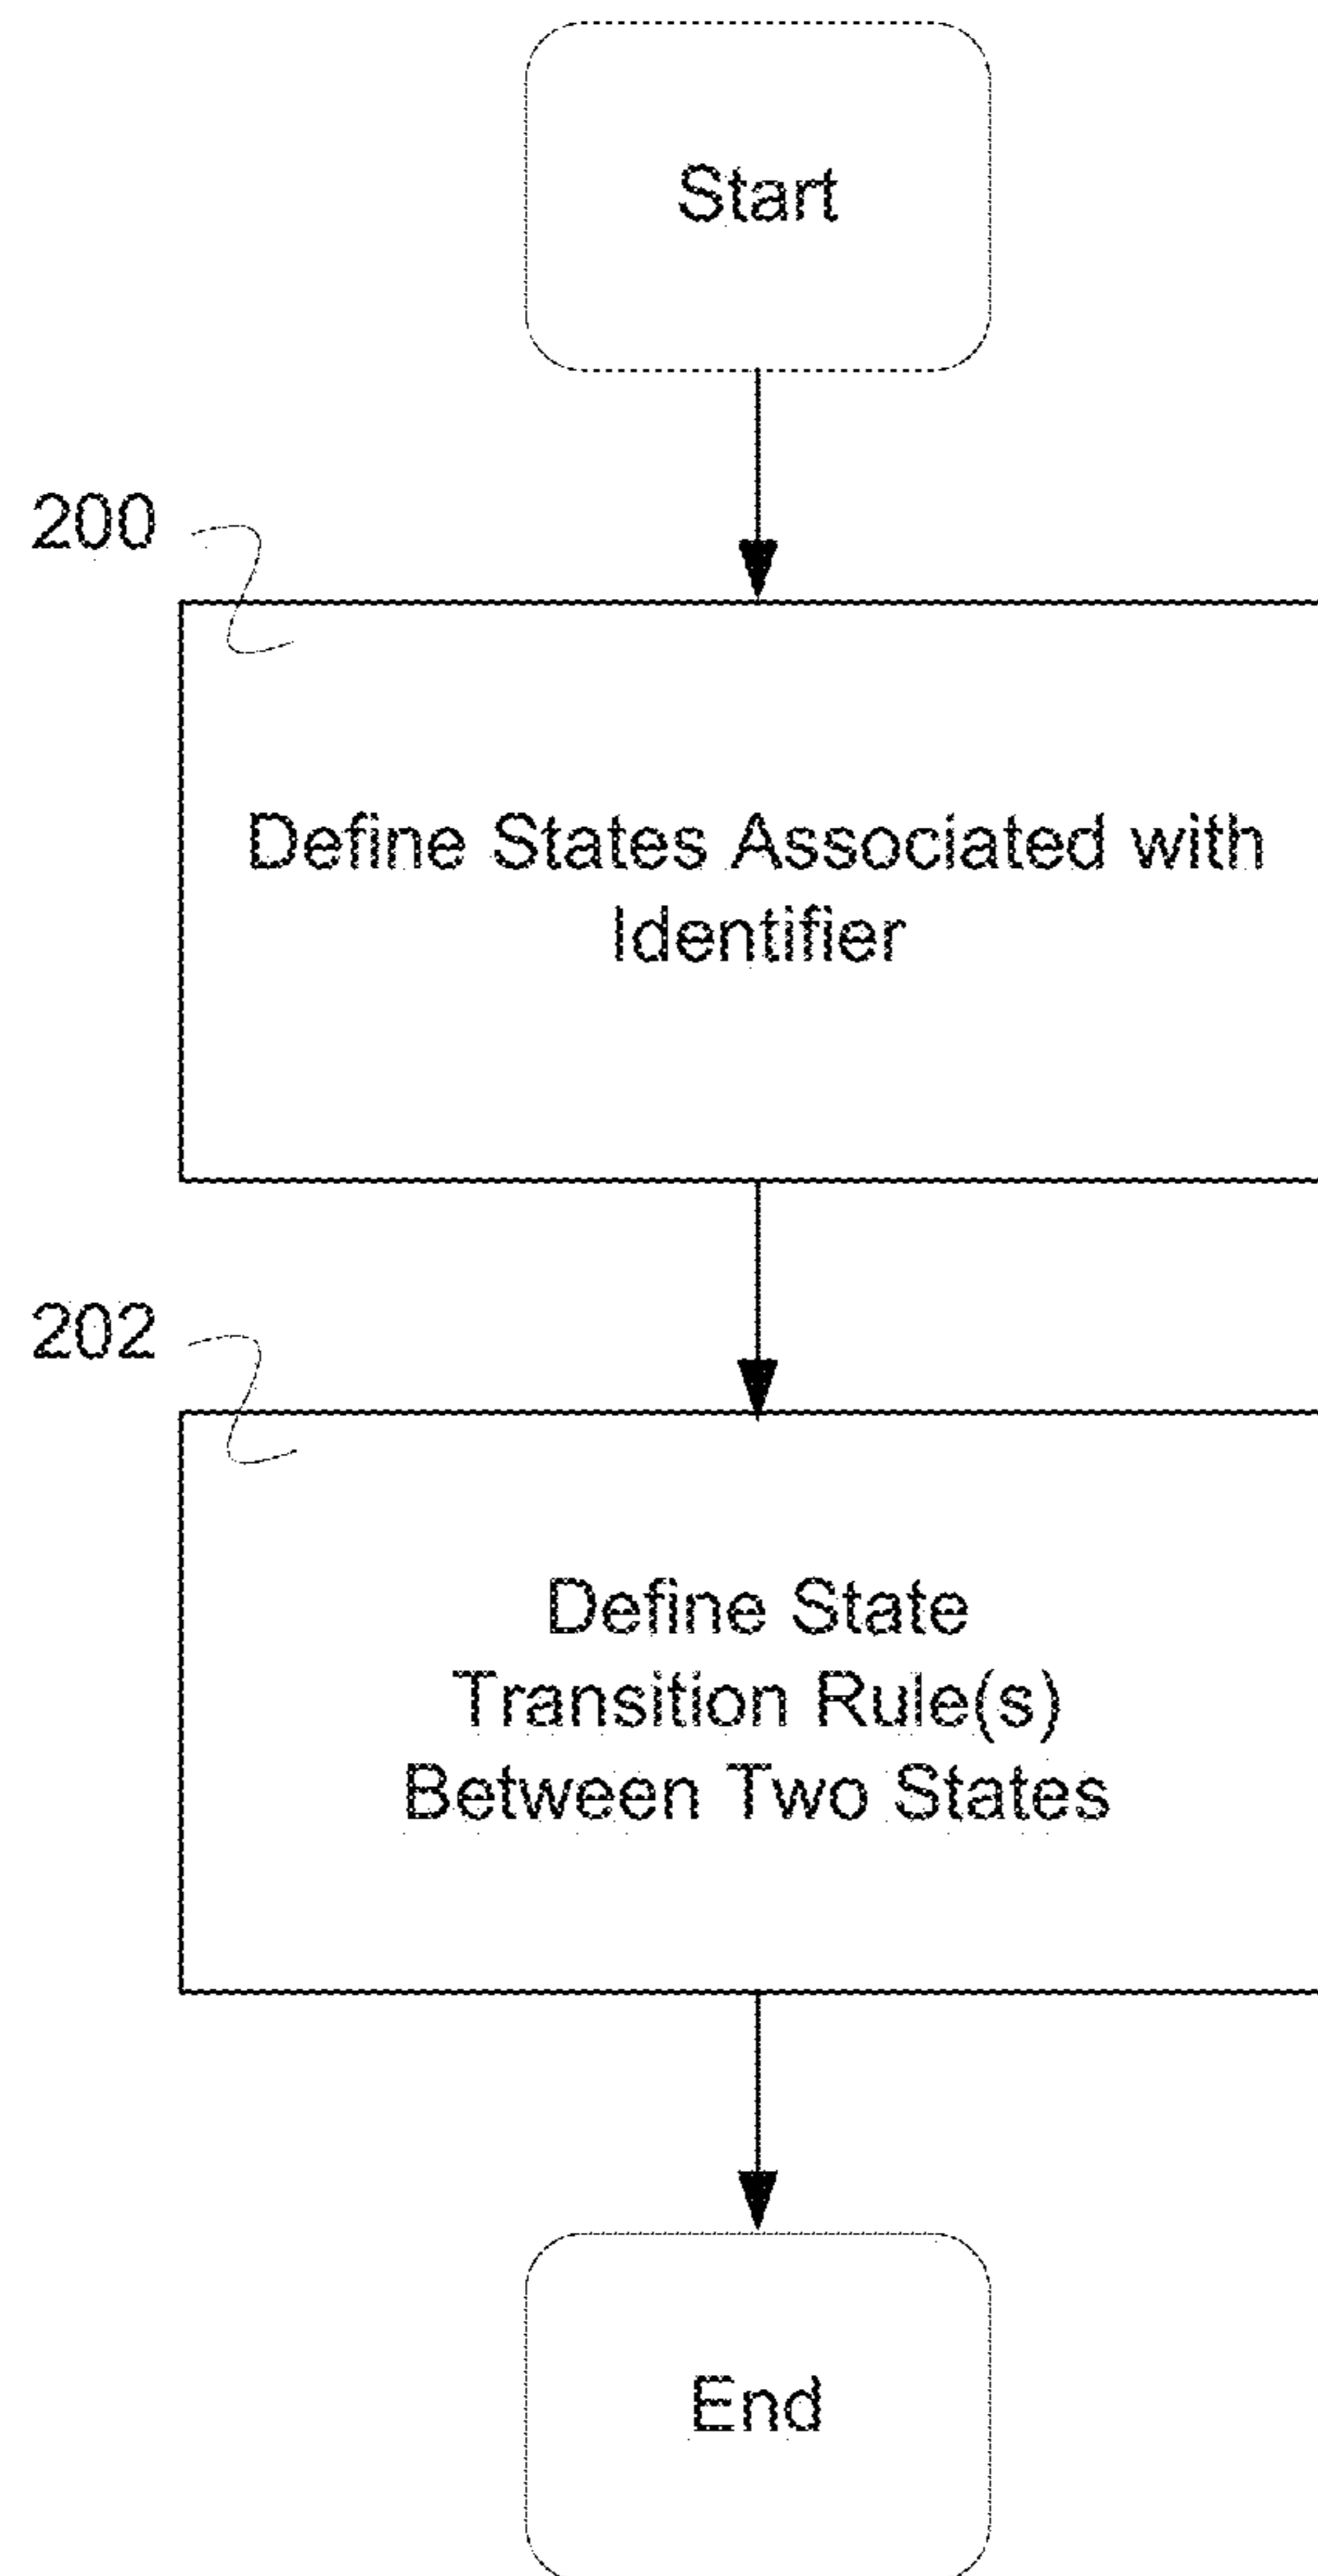 Start
200
Define States Associated with
Identifier
202
Define State
Transition Rule(s)
Between Two States
End